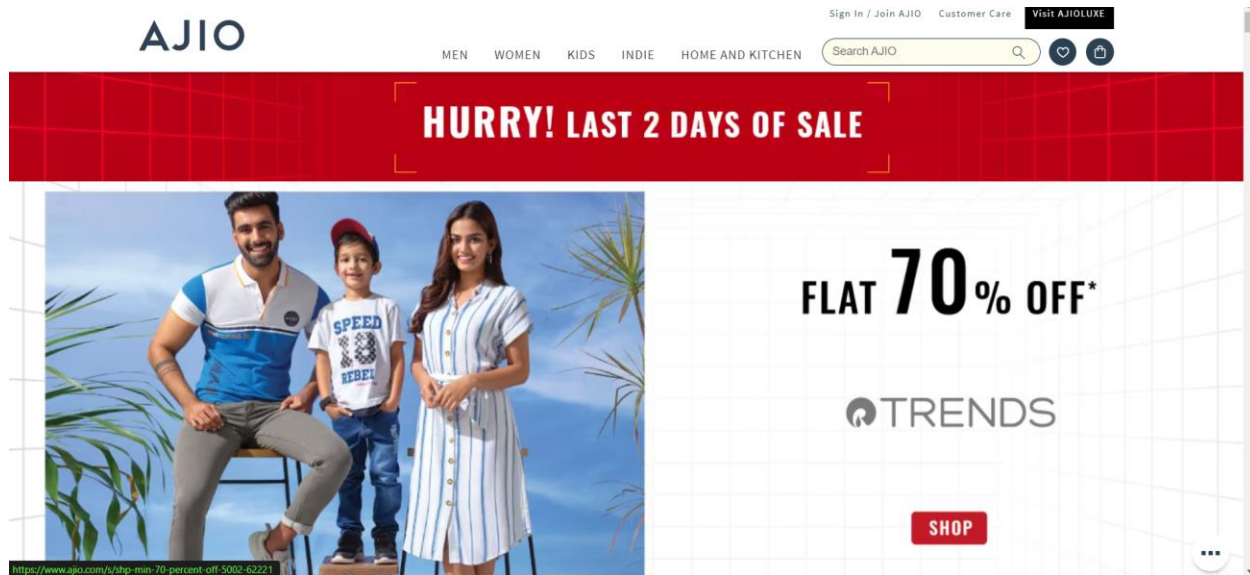 Sign In / Join AJIO Customer Care Visit AJIOLUXE
AJIO
MEN WOMEN KIDS INDIE HOME AND KITCHEN Search AJIO
HURRY! LAST 2 DAYS OF SALE
FLAT 70% OFF*
SPEED
18
REBEL
TRENDS
SHOP
https://www.ajio.com/s/shp-min-70-percent-off-5002-62221